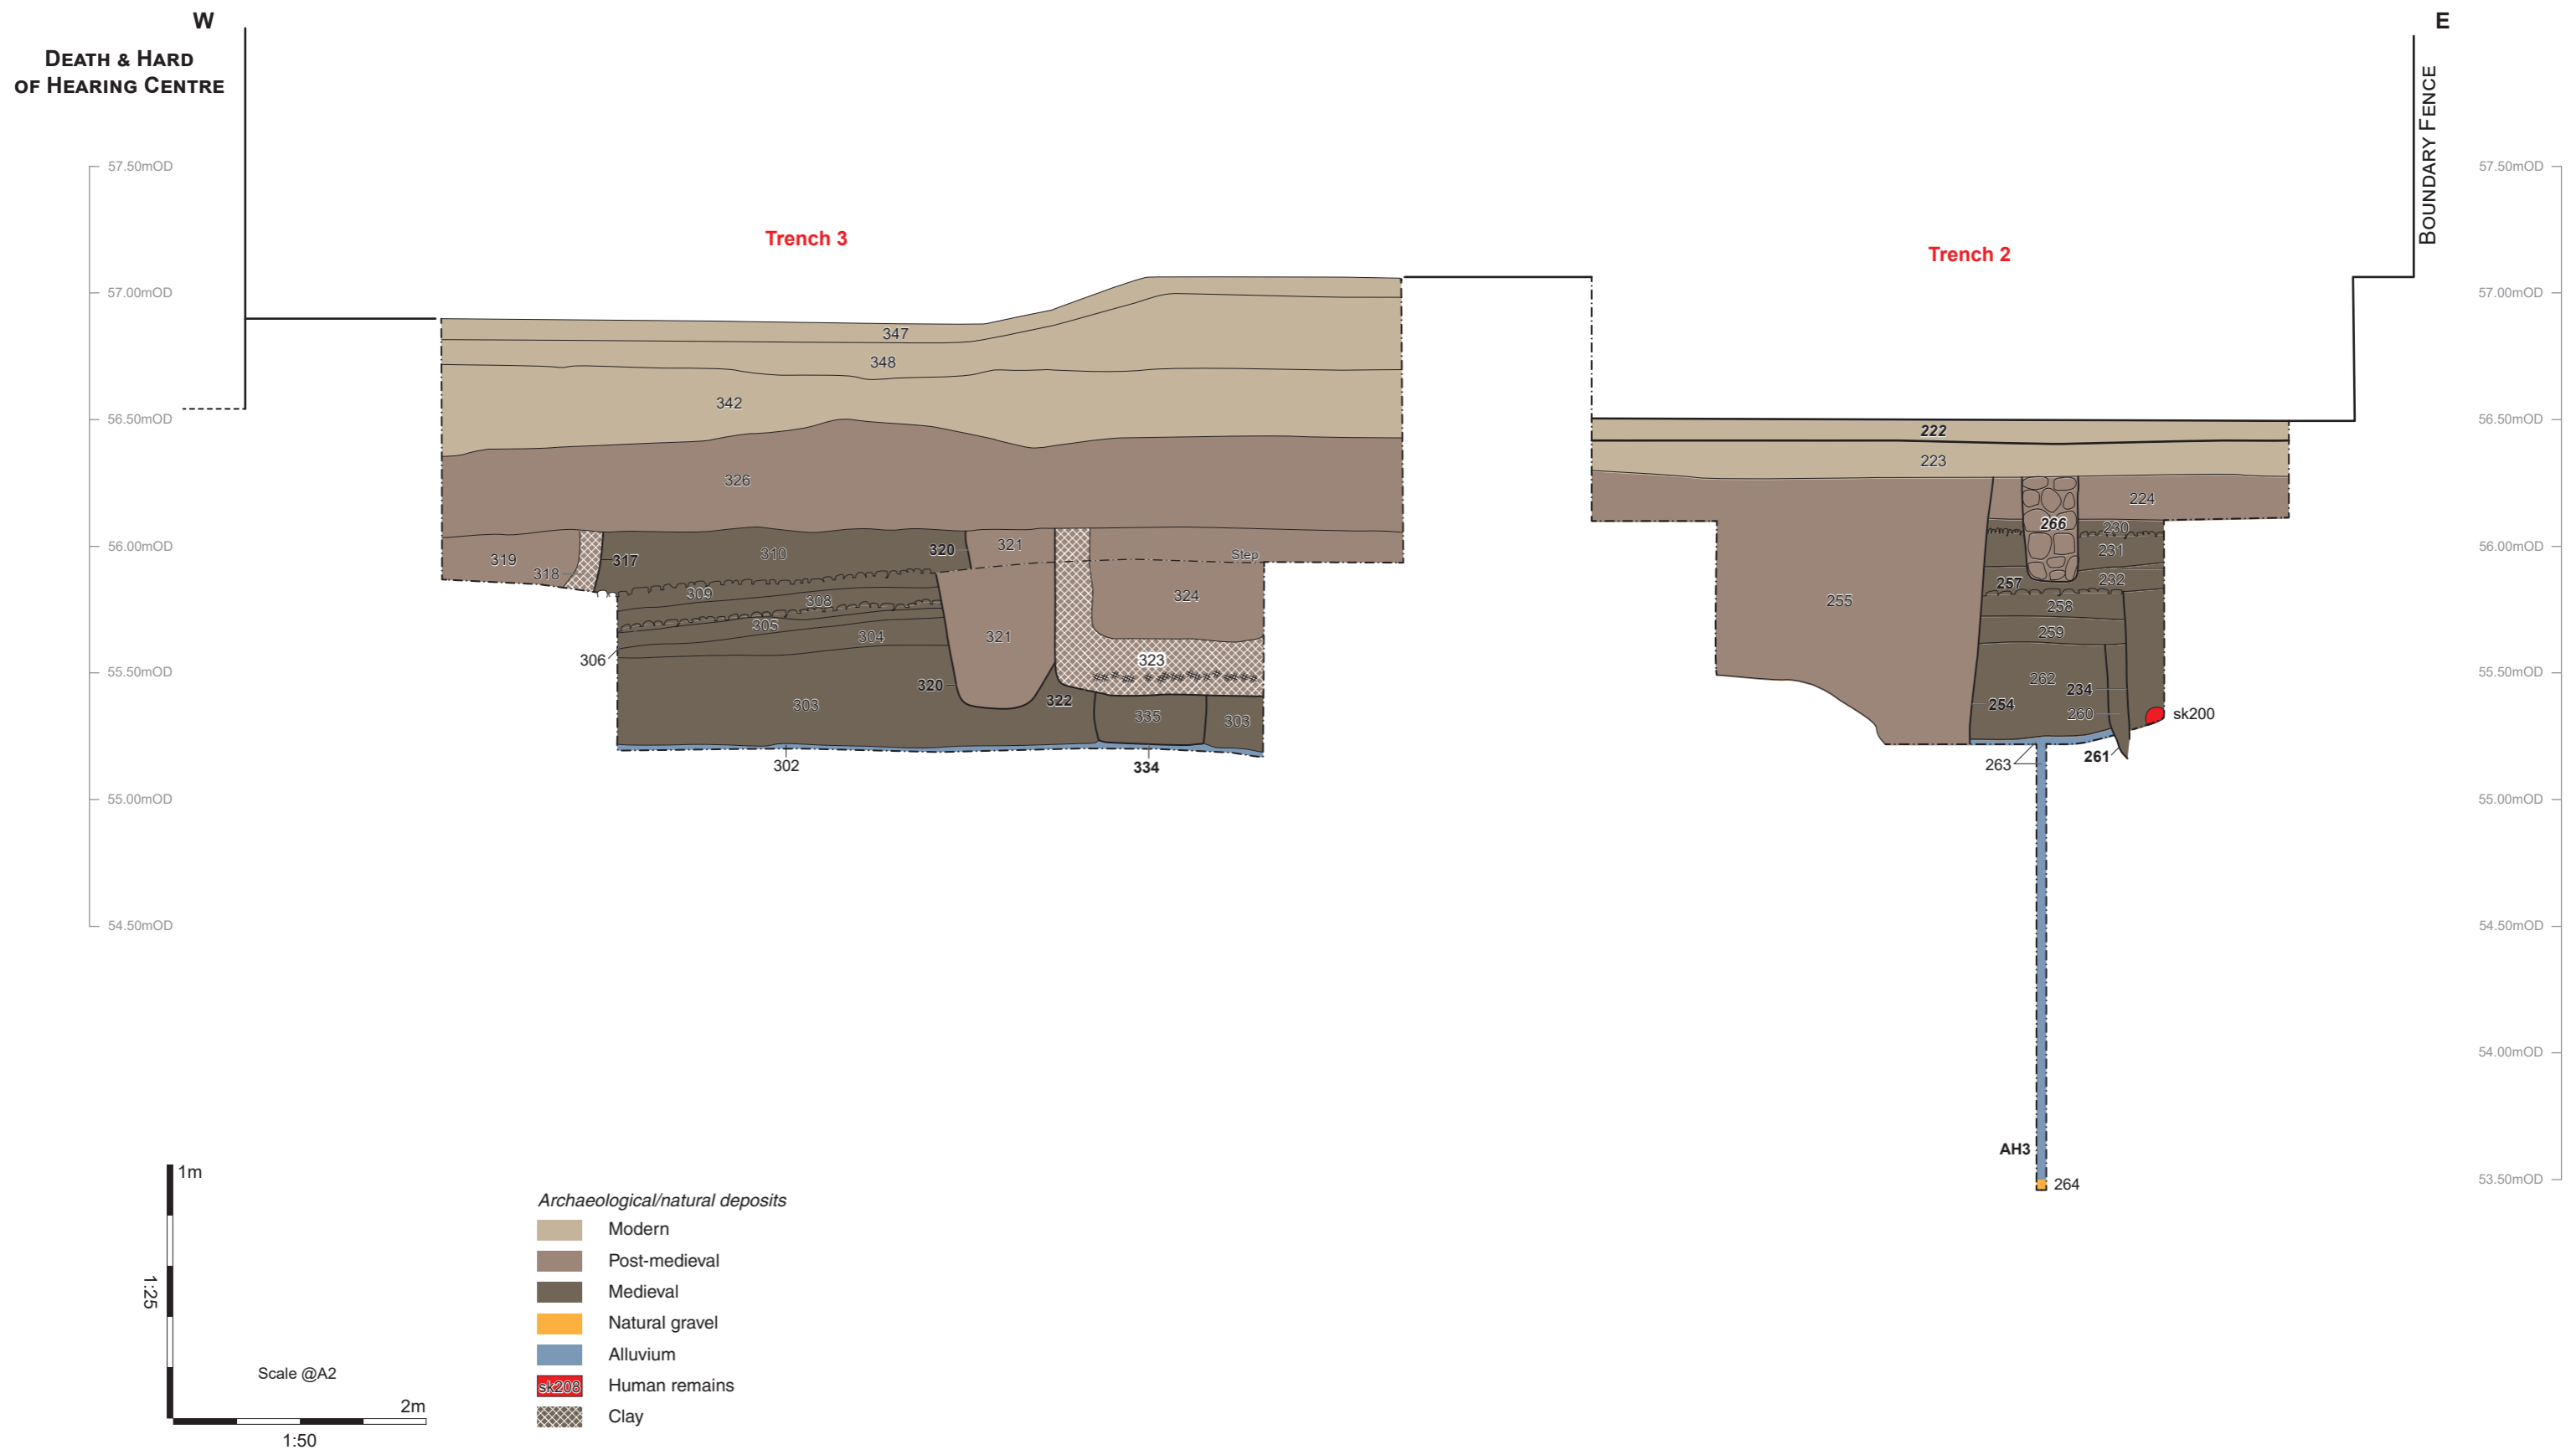 W
E
DEATH & HARD
OF HEARING CENTRE
BOUNDARY FENCE
57.50mOD
57.00mOD
56.50mOD
56.00mOD
55.50mOD
55.00mOD
54.50mOD
Trench 3
347
348
342
326
319
318
317
310
320
321
Step
309
308
305
304
306
321
324
323
320
322
303
335
303
302
334
Trench 2
222
223
224
266
230
231
257
232
255
258
259
262
234
254
260
sk200
263
261
AH3
264
57.50mOD
57.00mOD
56.50mOD
56.00mOD
55.50mOD
55.00mOD
54.50mOD
54.00mOD
53.50mOD
1m
1:25
Scale @A2
2m
1:50
Archaeological/natural deposits
Modern
Post-medieval
Medieval
Natural gravel
Alluvium
sk208 Human remains
Clay